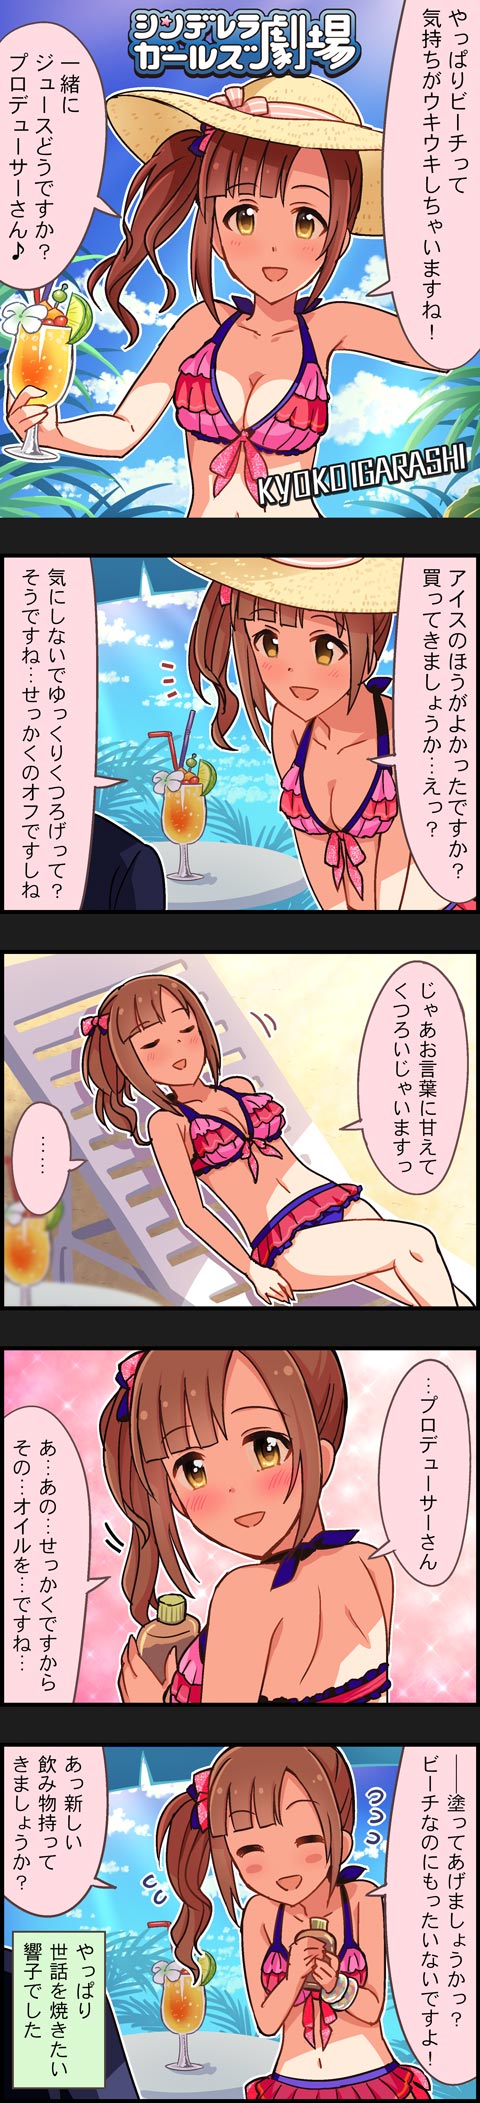 シンデレラ
ガールズ劇場
やっぱりビーチって
気持ちがウキウキしちゃいますね！
一緒に
ジュースどうですか？
プロデューサーさん♪
KYOKO IGARASHI
アイスのほうがよかったですか？
買ってきましょうか…えっ？
気にしないでゆっくりくつろげって？
そうですね…せっかくのオフですしね
じゃあお言葉に甘えて
くつろいじゃいますっ
……
…プロデューサーさん
あ…あの…せっかくですから
その…オイルを…ですね…
――塗ってあげましょうかっ？
ビーチなのにもったいないですよ！
あっ新しい
飲み物持って
きましょうか？
やっぱり
世話を焼きたい
響子でした